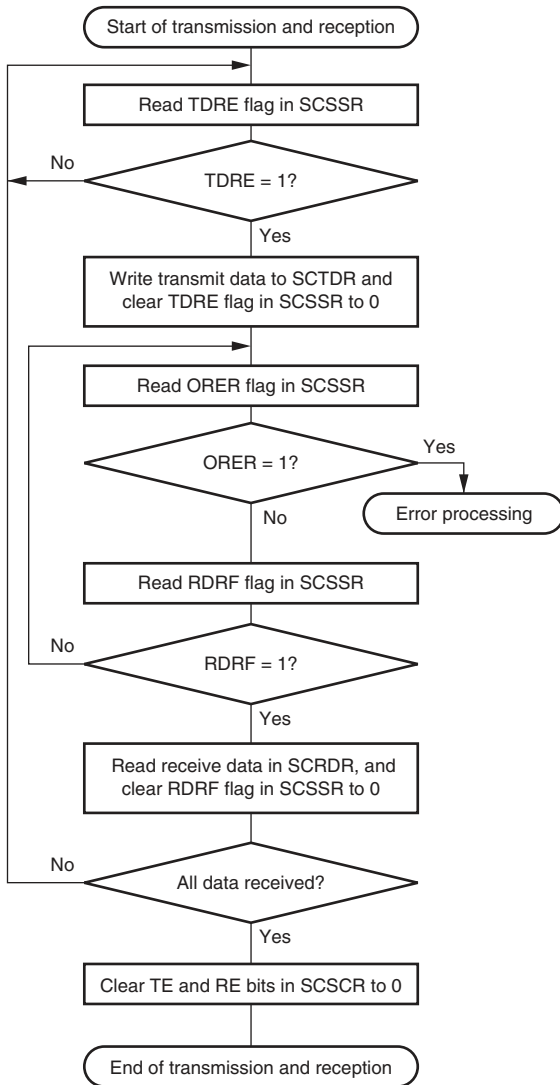 Start of transmission and reception
Read TDRE flag in SCSSR
No
TDRE = 1?
Yes
Write transmit data to SCTDR and
clear TDRE flag in SCSSR to 0
Read ORER flag in SCSSR
Yes
ORER = 1?
Error processing
No
Read RDRF flag in SCSSR
No
RDRF = 1?
Yes
Read receive data in SCRDR, and
clear RDRF flag in SCSSR to 0
No
All data received?
Yes
Clear TE and RE bits in SCSCR to 0
End of transmission and reception